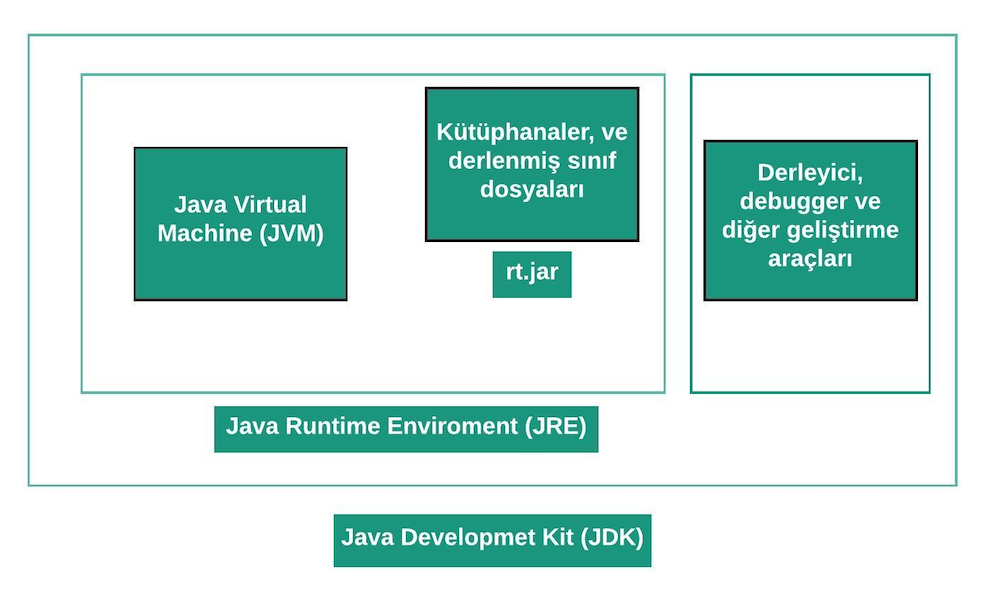 Java Virtual
Machine (JVM)
Kütüphanaler, ve
derlenmiş sınıf
dosyaları
rt.jar
Derleyici,
debugger ve
diğer geliştirme
araçları
Java Runtime Enviroment (JRE)
Java Developmet Kit (JDK)